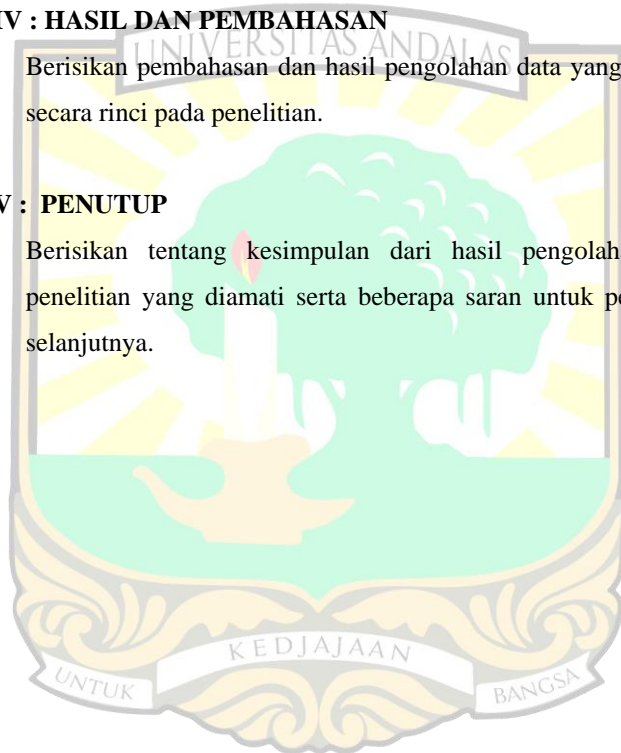 IV : HASIL DAN PEMBAHASAN
UNIVERSITAS ANDALAS
Berisikan pembahasan dan hasil pengolahan data yang
secara rinci pada penelitian.
V : PENUTUP
Berisikan tentang kesimpulan dari hasil pengolah
penelitian yang diamati serta beberapa saran untuk pe
selanjutnya.
KEDJAJAAN
UNTUK
BANGSA